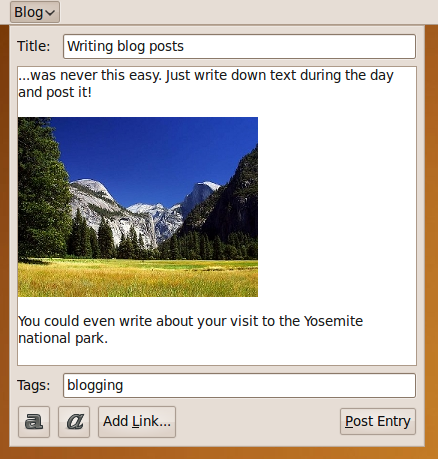 Blog
Title: Writing blog posts
...was never this easy. Just write down text during the day
and post it!
You could even write about your visit to the Yosemite
national park.
Tags: blogging
a a Add Link... Post Entry